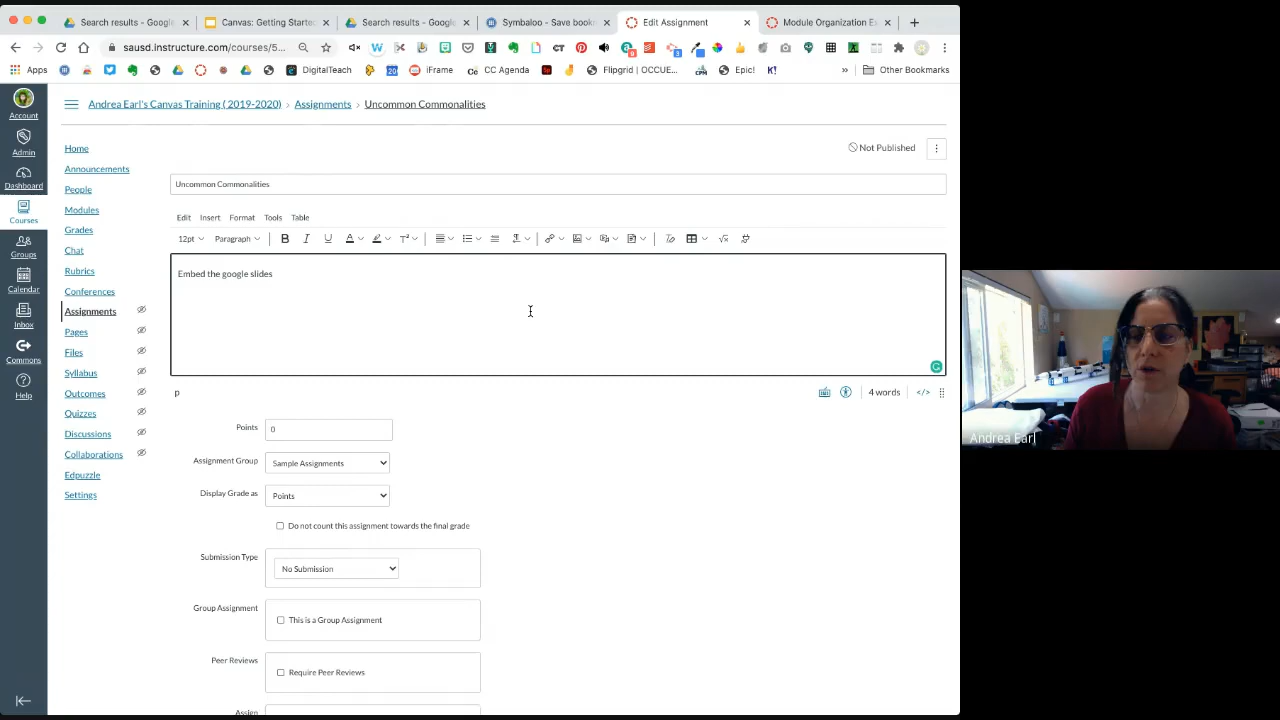 Search results - Google
Canvas: Getting Starte
Search results - Google
Symbaloo - Save book
Edit Assignment
Module Organization Ex
sausd.instructure.com/courses/5...
Apps
DigitalTeach
iFrame
CC Agenda
Flipgrid | OCCUE...
Epic!
Other Bookmarks
Andrea Earl's Canvas Training ( 2019-2020) › Assignments › Uncommon Commonalities
Account
Admin
Dashboard
Courses
Groups
Calendar
Inbox
Commons
Help
Home
Announcements
People
Modules
Grades
Chat
Rubrics
Conferences
Assignments
Pages
Files
Syllabus
Outcomes
Quizzes
Discussions
Collaborations
Edpuzzle
Settings
Not Published
Uncommon Commonalities
Edit Insert Format Tools Table
12pt Paragraph B I U A
Embed the google slides
p
4 words </>
Points 0
Assignment Group Sample Assignments
Display Grade as Points
Do not count this assignment towards the final grade
Submission Type No Submission
Group Assignment This is a Group Assignment
Peer Reviews Require Peer Reviews
Assign
Andrea Earl